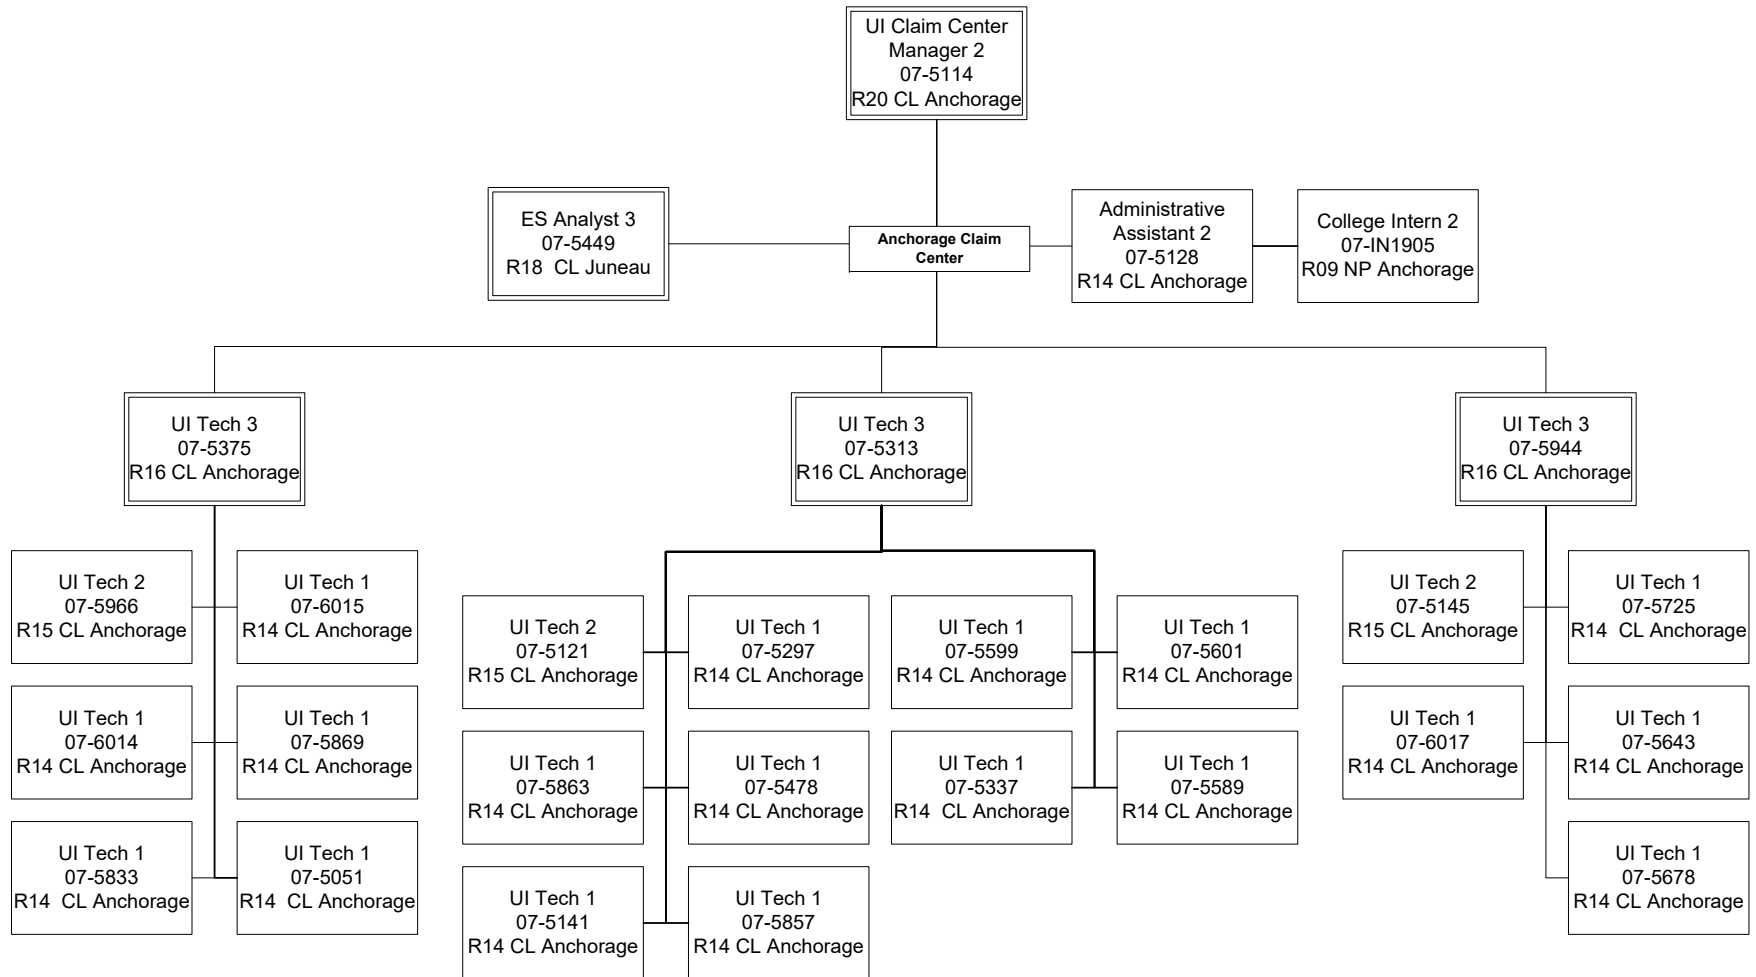 UI Claim Center
Manager 2
07-5114
R20 CL Anchorage
ES Analyst 3
07-5449
R18  CL Juneau
Anchorage Claim
Center
Administrative
Assistant 2
07-5128
R14 CL Anchorage
College Intern 2
07-IN1905
R09 NP Anchorage
UI Tech 3
07-5375
R16 CL Anchorage
UI Tech 3
07-5313
R16 CL Anchorage
UI Tech 3
07-5944
R16 CL Anchorage
UI Tech 2
07-5966
R15 CL Anchorage
UI Tech 1
07-6015
R14 CL Anchorage
UI Tech 1
07-6014
R14 CL Anchorage
UI Tech 1
07-5869
R14 CL Anchorage
UI Tech 1
07-5833
R14  CL Anchorage
UI Tech 1
07-5051
R14  CL Anchorage
UI Tech 2
07-5121
R15 CL Anchorage
UI Tech 1
07-5297
R14 CL Anchorage
UI Tech 1
07-5599
R14 CL Anchorage
UI Tech 1
07-5601
R14 CL Anchorage
UI Tech 1
07-5863
R14 CL Anchorage
UI Tech 1
07-5478
R14 CL Anchorage
UI Tech 1
07-5337
R14  CL Anchorage
UI Tech 1
07-5589
R14 CL Anchorage
UI Tech 1
07-5141
R14 CL Anchorage
UI Tech 1
07-5857
R14 CL Anchorage
UI Tech 2
07-5145
R15 CL Anchorage
UI Tech 1
07-5725
R14  CL Anchorage
UI Tech 1
07-6017
R14 CL Anchorage
UI Tech 1
07-5643
R14 CL Anchorage
UI Tech 1
07-5678
R14 CL Anchorage